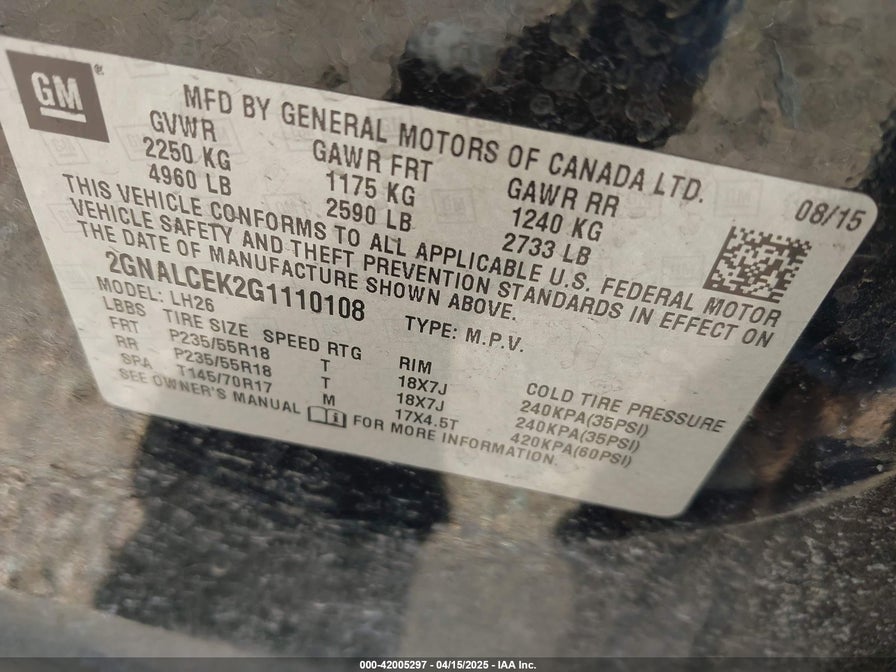 GM
MFD BY GENERAL MOTORS OF CANADA LTD.
08/15
GVWR GAWR FRT GAWR RR
2250 KG 1175 KG 1240 KG
4960 LB 2590 LB 2733 LB
THIS VEHICLE CONFORMS TO ALL APPLICABLE U.S. FEDERAL MOTOR
VEHICLE SAFETY AND THEFT PREVENTION STANDARDS IN EFFECT ON
THE DATE OF MANUFACTURE SHOWN ABOVE.
2GNALCEK2G1110108 TYPE: M.P.V.
MODEL: LH26
LBBS TIRE SIZE SPEED RTG RIM COLD TIRE PRESSURE
FRT P235/55R18 T 18X7J 240KPA(35PSI)
RR P235/55R18 T 18X7J 240KPA(35PSI)
SPA T145/70R17 M 17X4.5T 420KPA(60PSI)
SEE OWNER'S MANUAL FOR MORE INFORMATION.
000-42005297 - 04/15/2025 - IAA Inc.